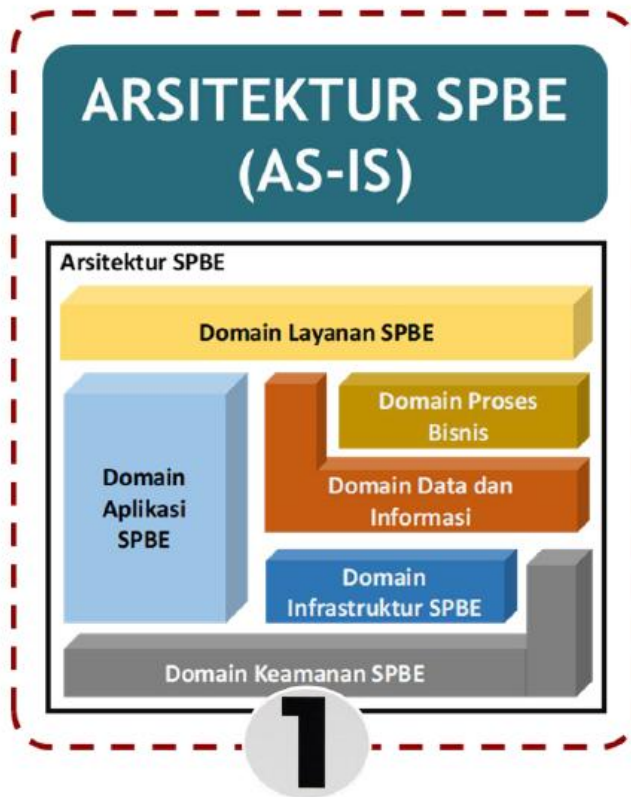 ARSITEKTUR SPBE
(AS-IS)
Arsitektur SPBE
Domain Layanan SPBE
Domain Proses
Bisnis
Domain Aplikasi
SPBE
Domain Data dan
Informasi
Domain
Infrastruktur SPBE
Domain Keamanan SPBE
1